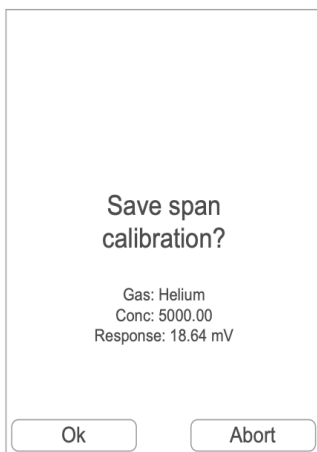 Save span
calibration?
Gas: Helium
Conc: 5000.00
Response: 18.64 mV
Ok
Abort